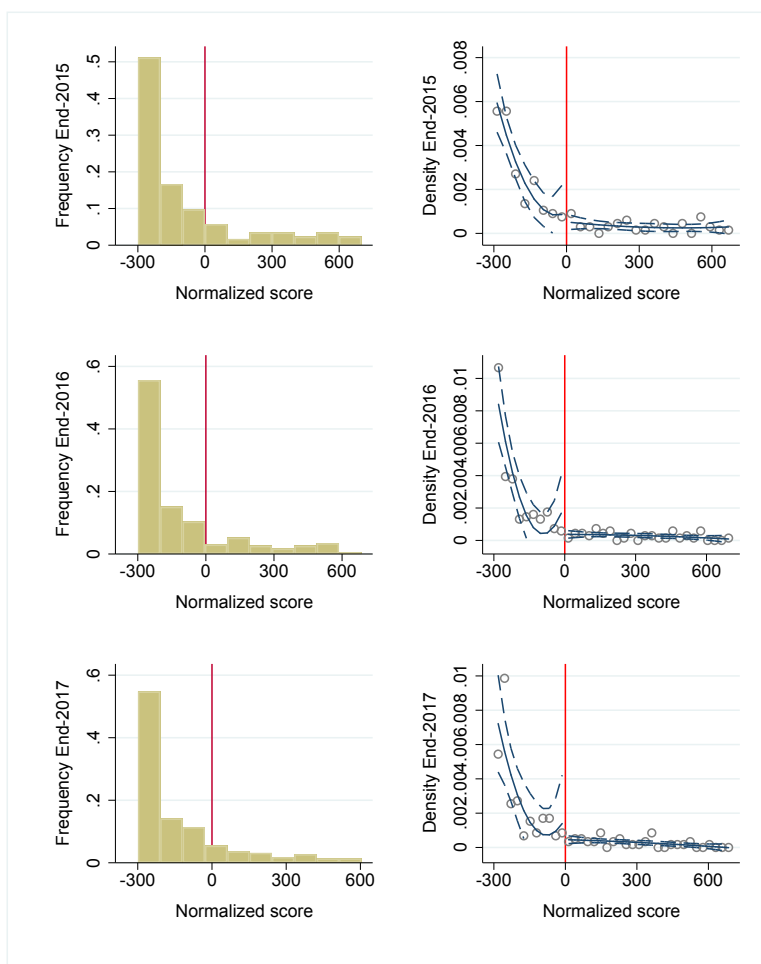 Frequency End-2015
.5
.4
.3
.2
.1
0
-300 0 300 600
Normalized score
Density End-2015
.008
.006
.004
.002
0
-300 0 300 600
Normalized score
Frequency End-2016
.6
.4
.2
0
-300 0 300 600
Normalized score
Density End-2016
.01
.008
.006
.004
.002
0
-300 0 300 600
Normalized score
Frequency End-2017
.6
.4
.2
0
-300 0 300 600
Normalized score
Density End-2017
.01
.008
.006
.004
.002
0
-300 0 300 600
Normalized score